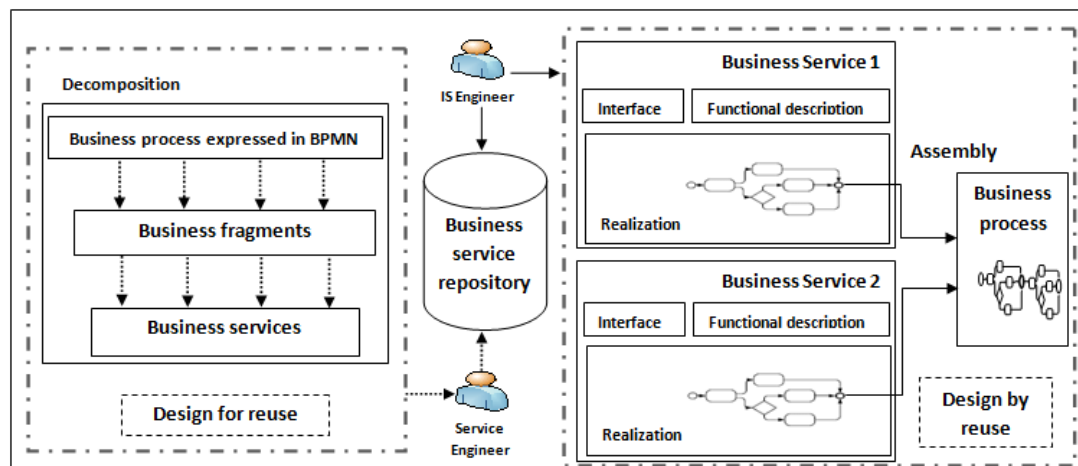 Decomposition
Business process expressed in BPMN
Business fragments
Business services
Design for reuse
IS Engineer
Business
service
repository
Service
Engineer
Business Service 1
Interface
Functional description
Realization
Business Service 2
Interface
Functional description
Realization
Assembly
Business
process
Design by
reuse